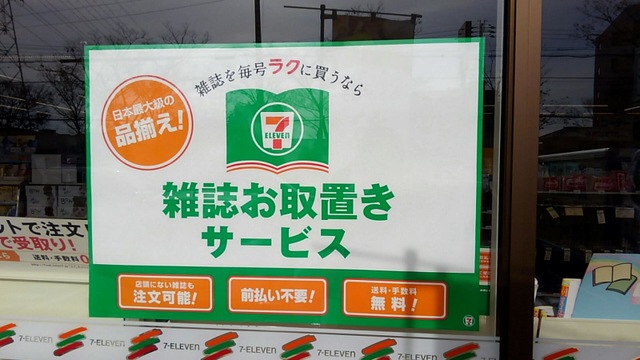 雑誌を毎号ラクに買うなら
日本最大級の
品揃え!
7
ELEVEn
雑誌お取置き
サービス
店頭にない雑誌も
注文可能!
前払い不要!
送料・手数料
無料!
ットで注文
で受取り!
送料・手数料0
7-ELEVEn
7-ELEVEn
7-ELEVEn
7-ELEVEn
7-ELEVEn